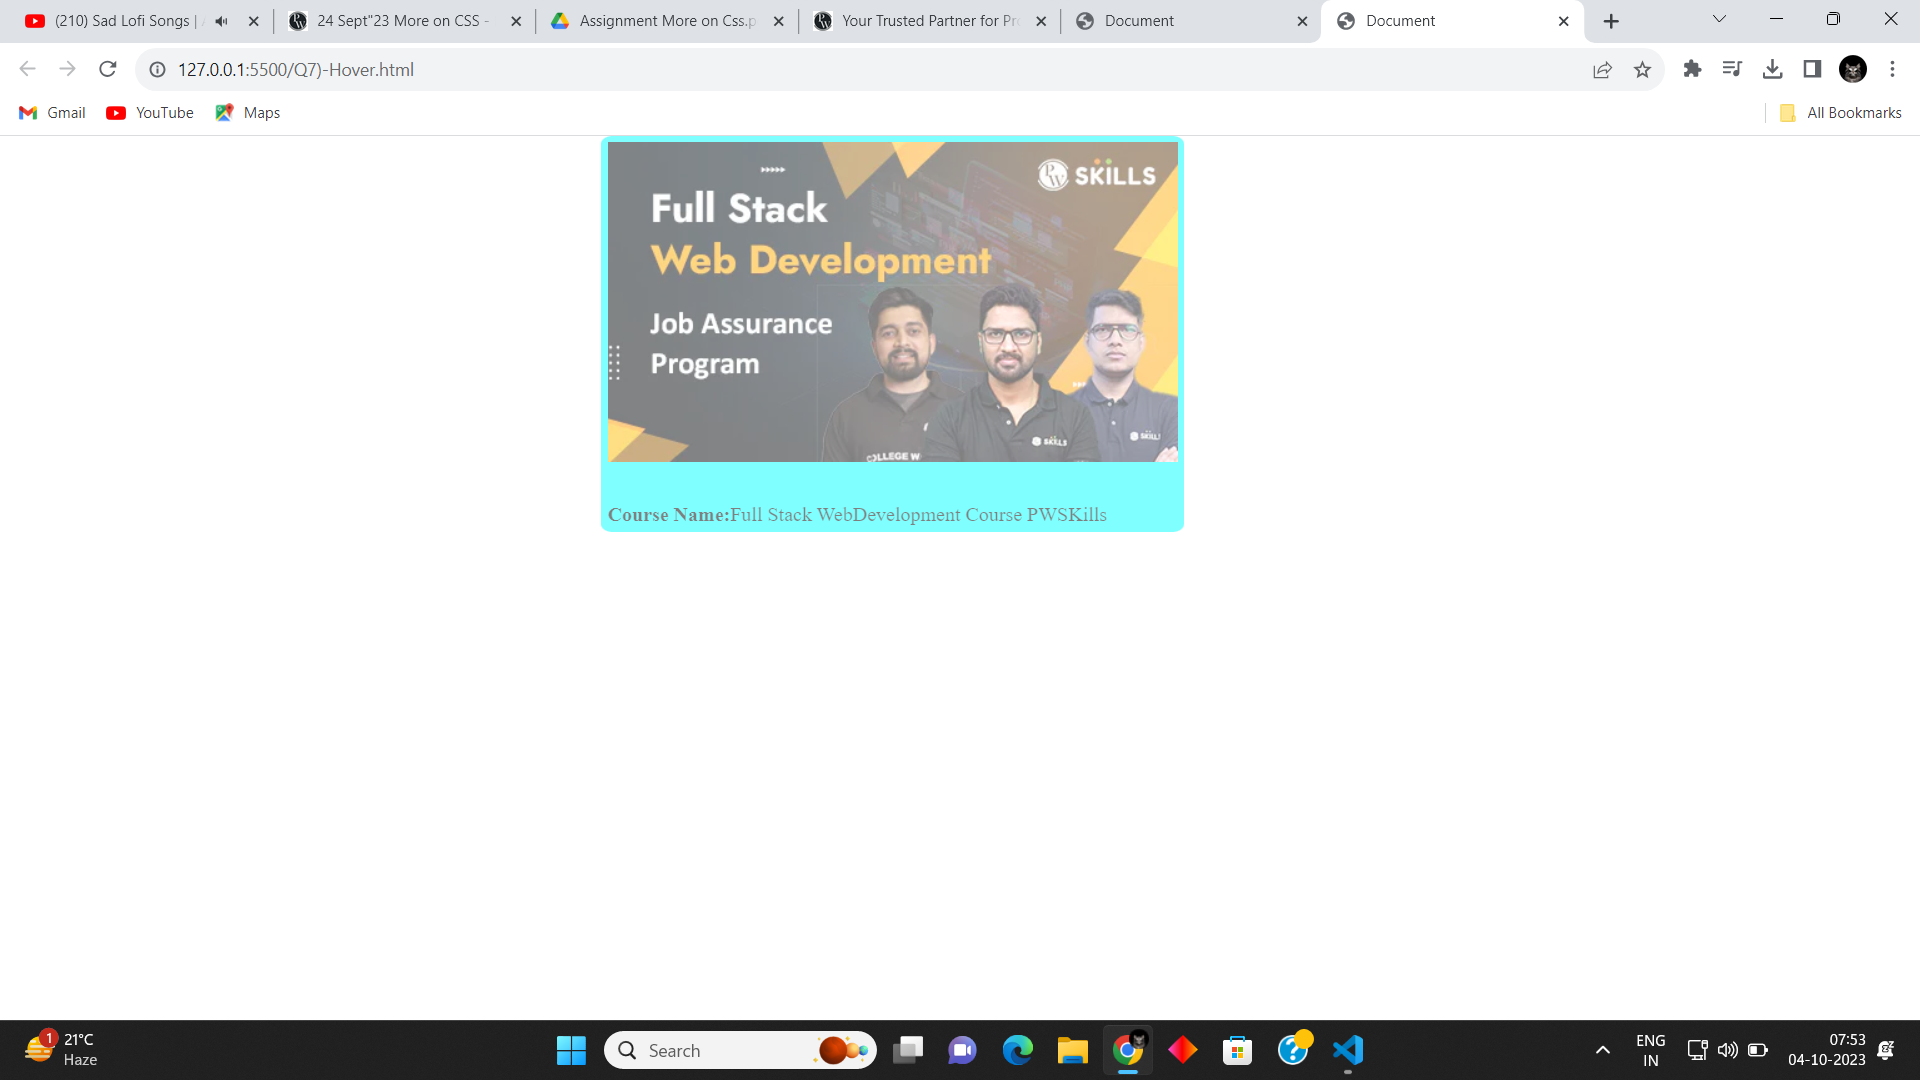 (210) Sad Lofi Songs |
24 Sept"23 More on CSS -
Assignment More on Css.p
Your Trusted Partner for Pr
Document
Document
127.0.0.1:5500/Q7)-Hover.html
Gmail
YouTube
Maps
All Bookmarks
PW SKILLS
Full Stack
Web Development
Job Assurance
Program
COLLEGE W
SKILLS
SKILL
Course Name:Full Stack WebDevelopment Course PWSKills
1
21°C
Haze
Search
ENG
IN
07:53
04-10-2023